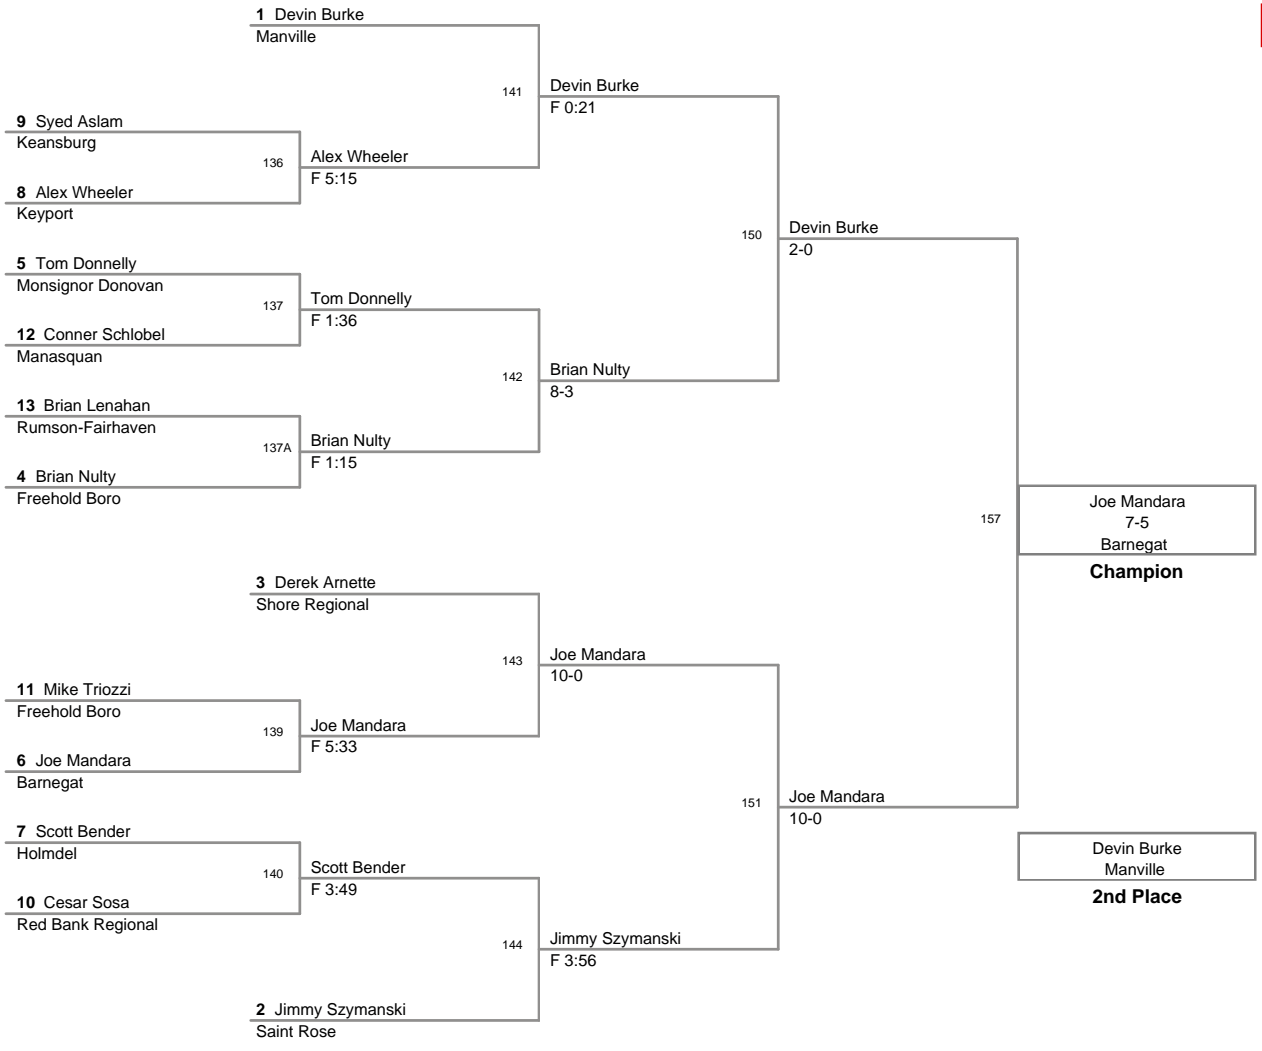 1 Devin Burke
Manville
141
Devin Burke
F 0:21
9 Syed Aslam
Keansburg
136
Alex Wheeler
F 5:15
8 Alex Wheeler
Keyport
150
Devin Burke
2-0
5 Tom Donnelly
Monsignor Donovan
137
Tom Donnelly
F 1:36
12 Conner Schlobel
Manasquan
142
Brian Nulty
8-3
13 Brian Lenahan
Rumson-Fairhaven
137A
Brian Nulty
F 1:15
4 Brian Nulty
Freehold Boro
157
Joe Mandara
7-5
Barnegat
Champion
3 Derek Arnette
Shore Regional
143
Joe Mandara
10-0
11 Mike Triozzi
Freehold Boro
139
Joe Mandara
F 5:33
6 Joe Mandara
Barnegat
151
Joe Mandara
10-0
7 Scott Bender
Holmdel
140
Scott Bender
F 3:49
10 Cesar Sosa
Red Bank Regional
144
Jimmy Szymanski
F 3:56
2 Jimmy Szymanski
Saint Rose
Devin Burke
Manville
2nd Place